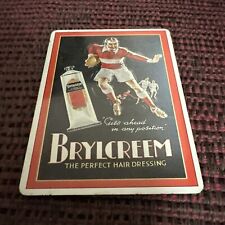 "Gets ahead
in any position"
BRYLCREEM
THE PERFECT HAIR DRESSING